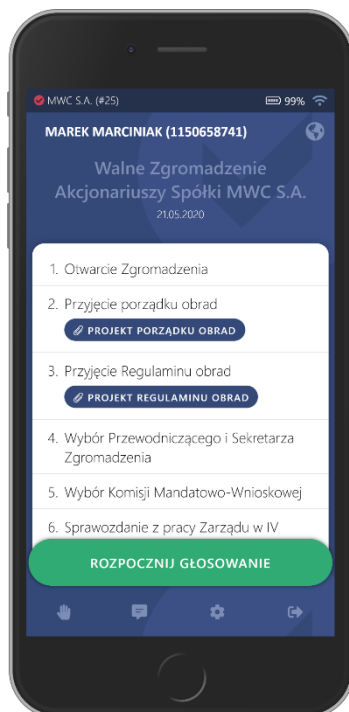 MWC S.A. (#25) 99%
MAREK MARCINIAK (1150658741)
Walne Zgromadzenie
Akcjonariuszy Spółki MWC S.A.
21.05.2020
1. Otwarcie Zgromadzenia
2. Przyjęcie porządku obrad
PROJEKT PORZĄDKU OBRAD
3. Przyjęcie Regulaminu obrad
PROJEKT REGULAMINU OBRAD
4. Wybór Przewodniczącego i Sekretarza
Zgromadzenia
5. Wybór Komisji Mandatowo-Wnioskowej
6. Sprawozdanie z pracy Zarządu w IV
ROZPOCZNIJ GŁOSOWANIE